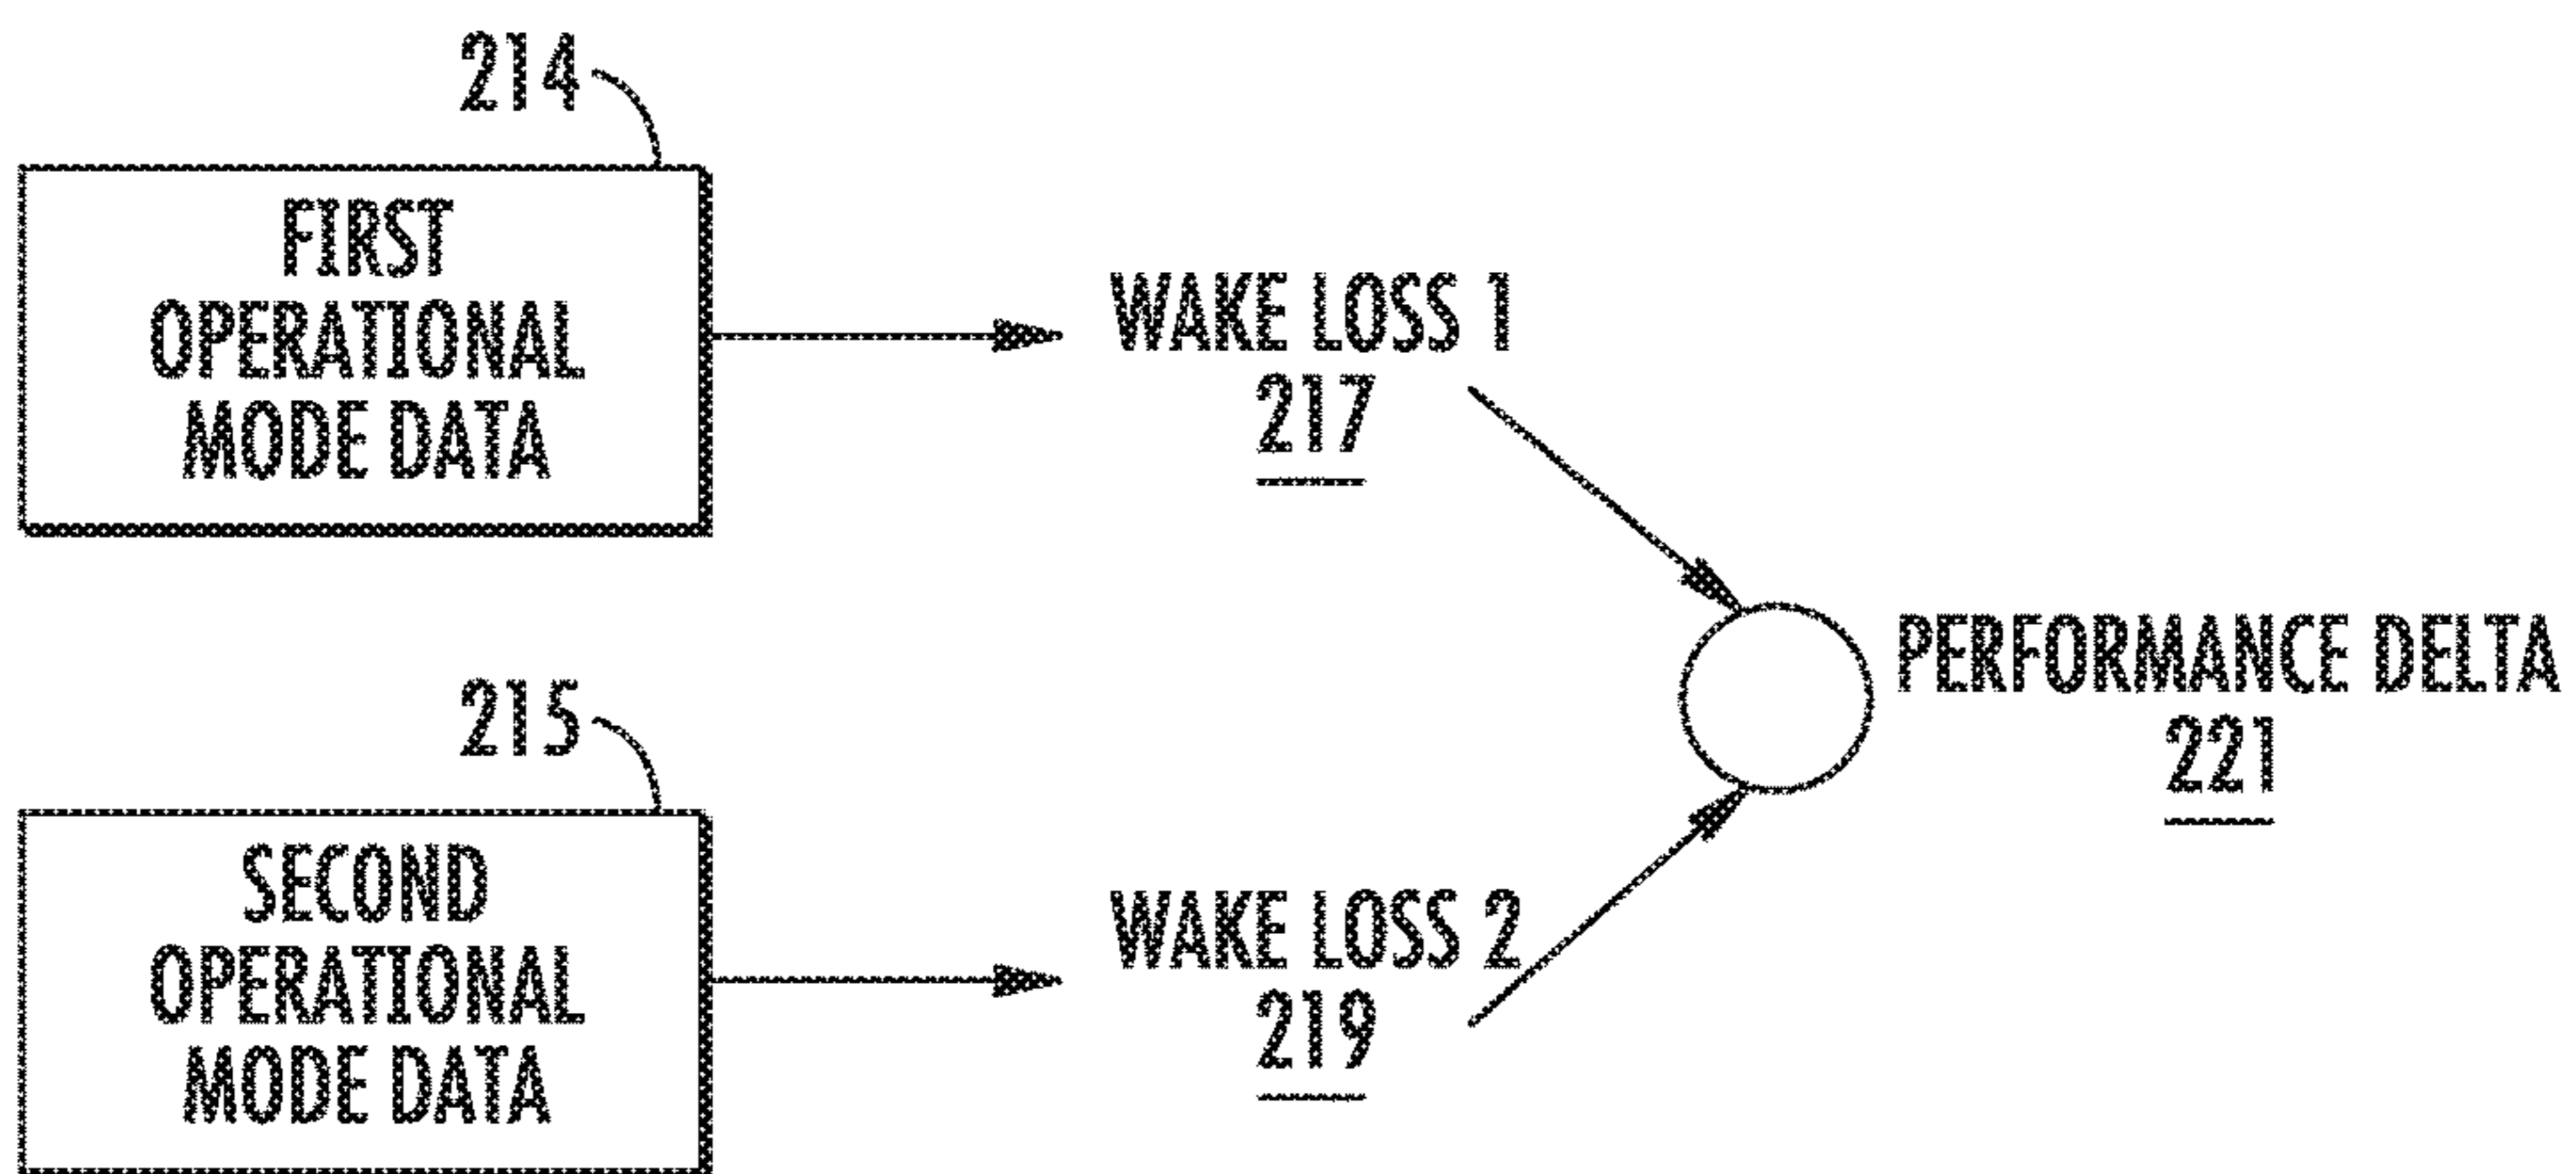 214
FIRST
OPERATIONAL
MODE DATA
WAKE LOSS 1
217
PERFORMANCE DELTA
221
215
SECOND
OPERATIONAL
MODE DATA
WAKE LOSS 2
219